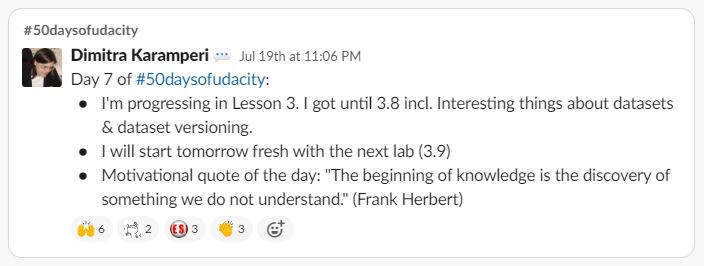 #50daysofudacity
Dimitra Karamperi Jul 19th at 11:06 PM
Day 7 of #50daysofudacity:
● I'm progressing in Lesson 3. I got until 3.8 incl. Interesting things about datasets
& dataset versioning.
● I will start tomorrow fresh with the next lab (3.9)
● Motivational quote of the day: "The beginning of knowledge is the discovery of
something we do not understand." (Frank Herbert)
6 2 ES 3 3